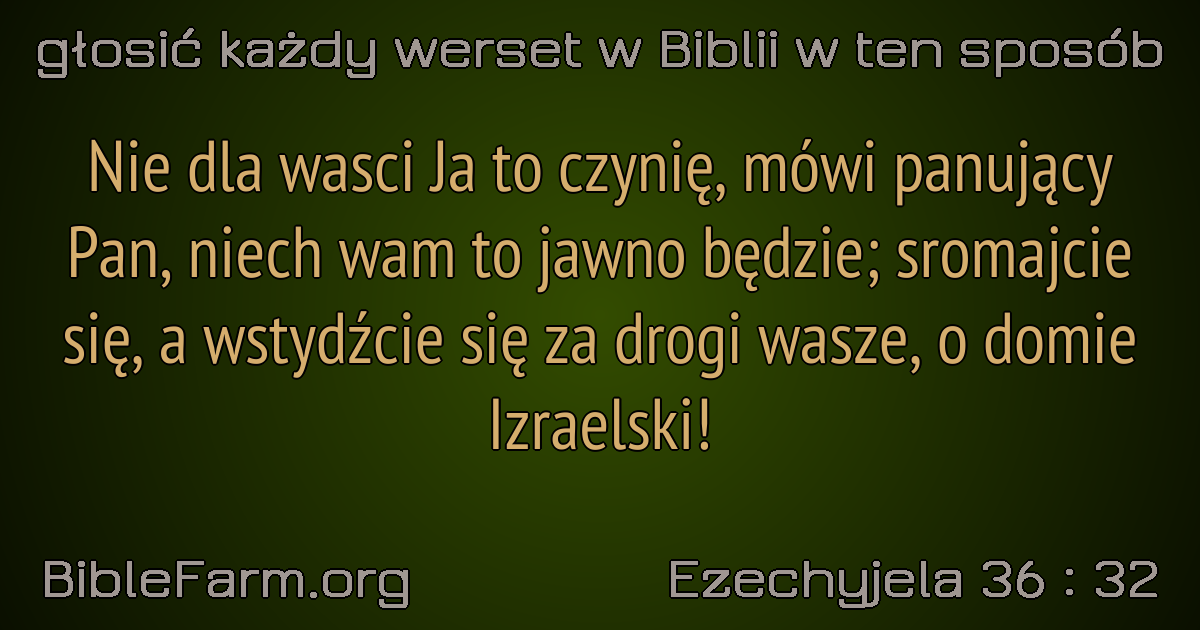 głosić każdy werset w Biblii w ten sposób
Nie dla wasci Ja to czynię, mówi panujący
Pan, niech wam to jawno będzie; sromajcie
się, a wstydźcie się za drogi wasze, o domie
Izraelski!
BibleFarm.org
Ezechyjela 36 : 32